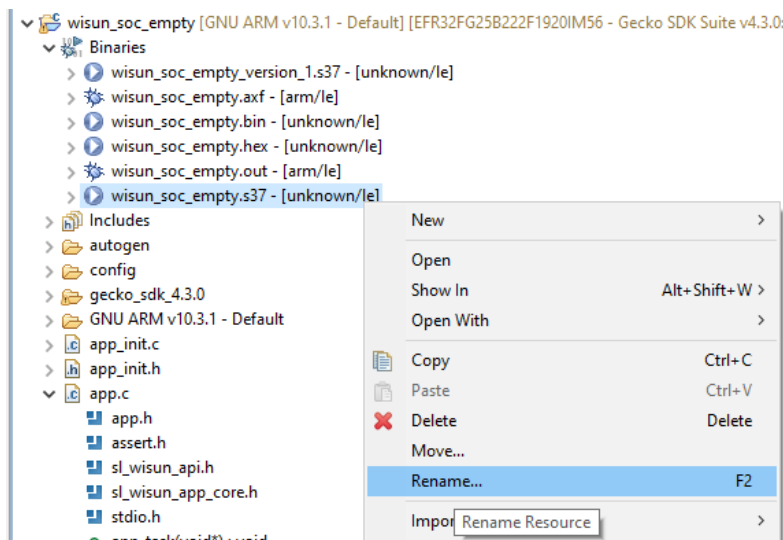 wisun_soc_empty [GNU ARM v10.3.1 - Default] [EFR32FG25B222F1920IM56 - Gecko SDK Suite v4.3.0:
Binaries
wisun_soc_empty_version_1.s37 - [unknown/le]
wisun_soc_empty.axf - [arm/le]
wisun_soc_empty.bin - [unknown/le]
wisun_soc_empty.hex - [unknown/le]
wisun_soc_empty.out - [arm/le]
wisun_soc_empty.s37 - [unknown/le]
Includes
autogen
config
gecko_sdk_4.3.0
GNU ARM v10.3.1 - Default
.c app_init.c
.h app_init.h
.c app.c
app.h
assert.h
sl_wisun_api.h
sl_wisun_app_core.h
stdio.h
app_task(void*) : void
New
Open
Show In Alt+Shift+W
Open With
Copy Ctrl+C
Paste Ctrl+V
Delete Delete
Move...
Rename... F2
Impor
Rename Resource